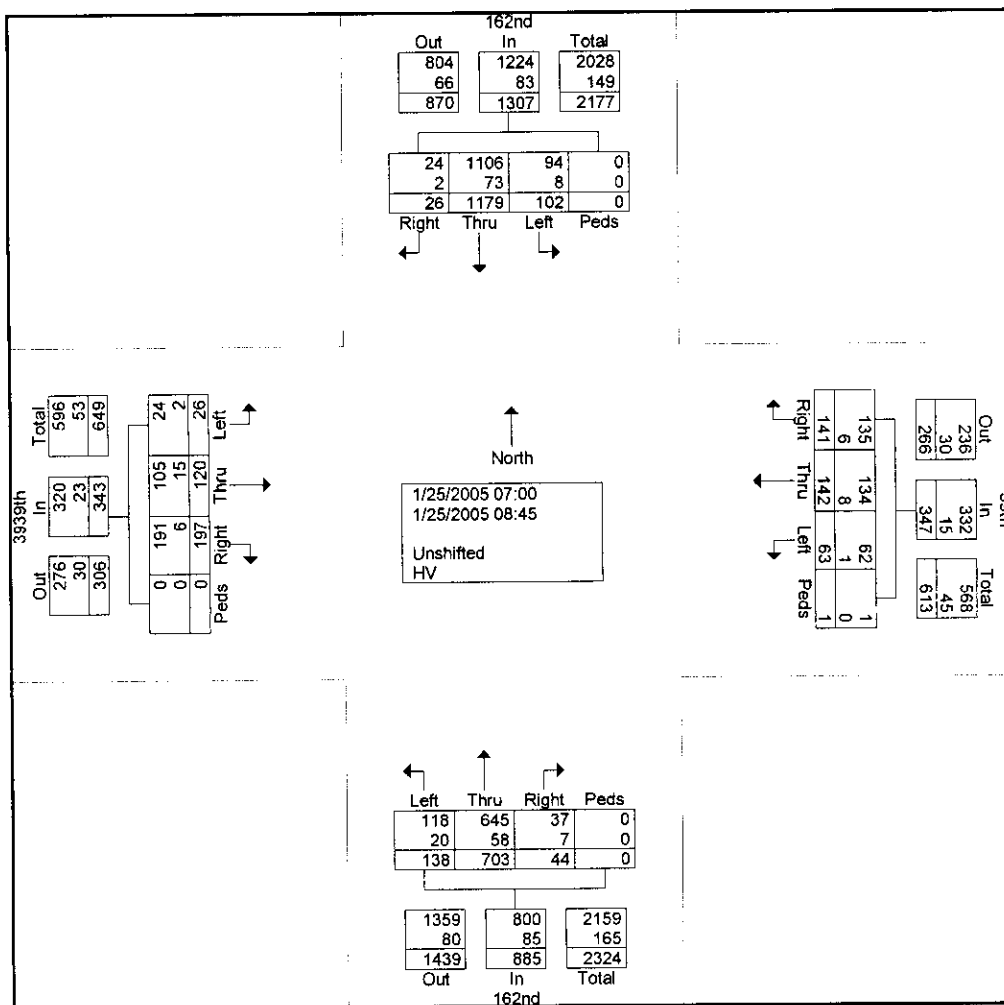 162nd
Out In Total
804 1224 2028
66 83 149
870 1307 2177
24 1106 94 0
2 73 8 0
26 1179 102 0
Right Thru Left Peds
3939th
Total In Out
596 320 276
53 23 30
649 343 306
24 105 191 0
2 15 6 0
26 120 197 0
Left Thru Right Peds
North
1/25/2005 07:00
1/25/2005 08:45
Unshifted
HV
Right Thru Left Peds
135 134 62 1
6 8 1 0
141 142 63 1
Out In Total
236 332 568
30 15 45
266 347 613
Left Thru Right Peds
118 645 37 0
20 58 7 0
138 703 44 0
1359 800 2159
80 85 165
1439 885 2324
Out In Total
162nd